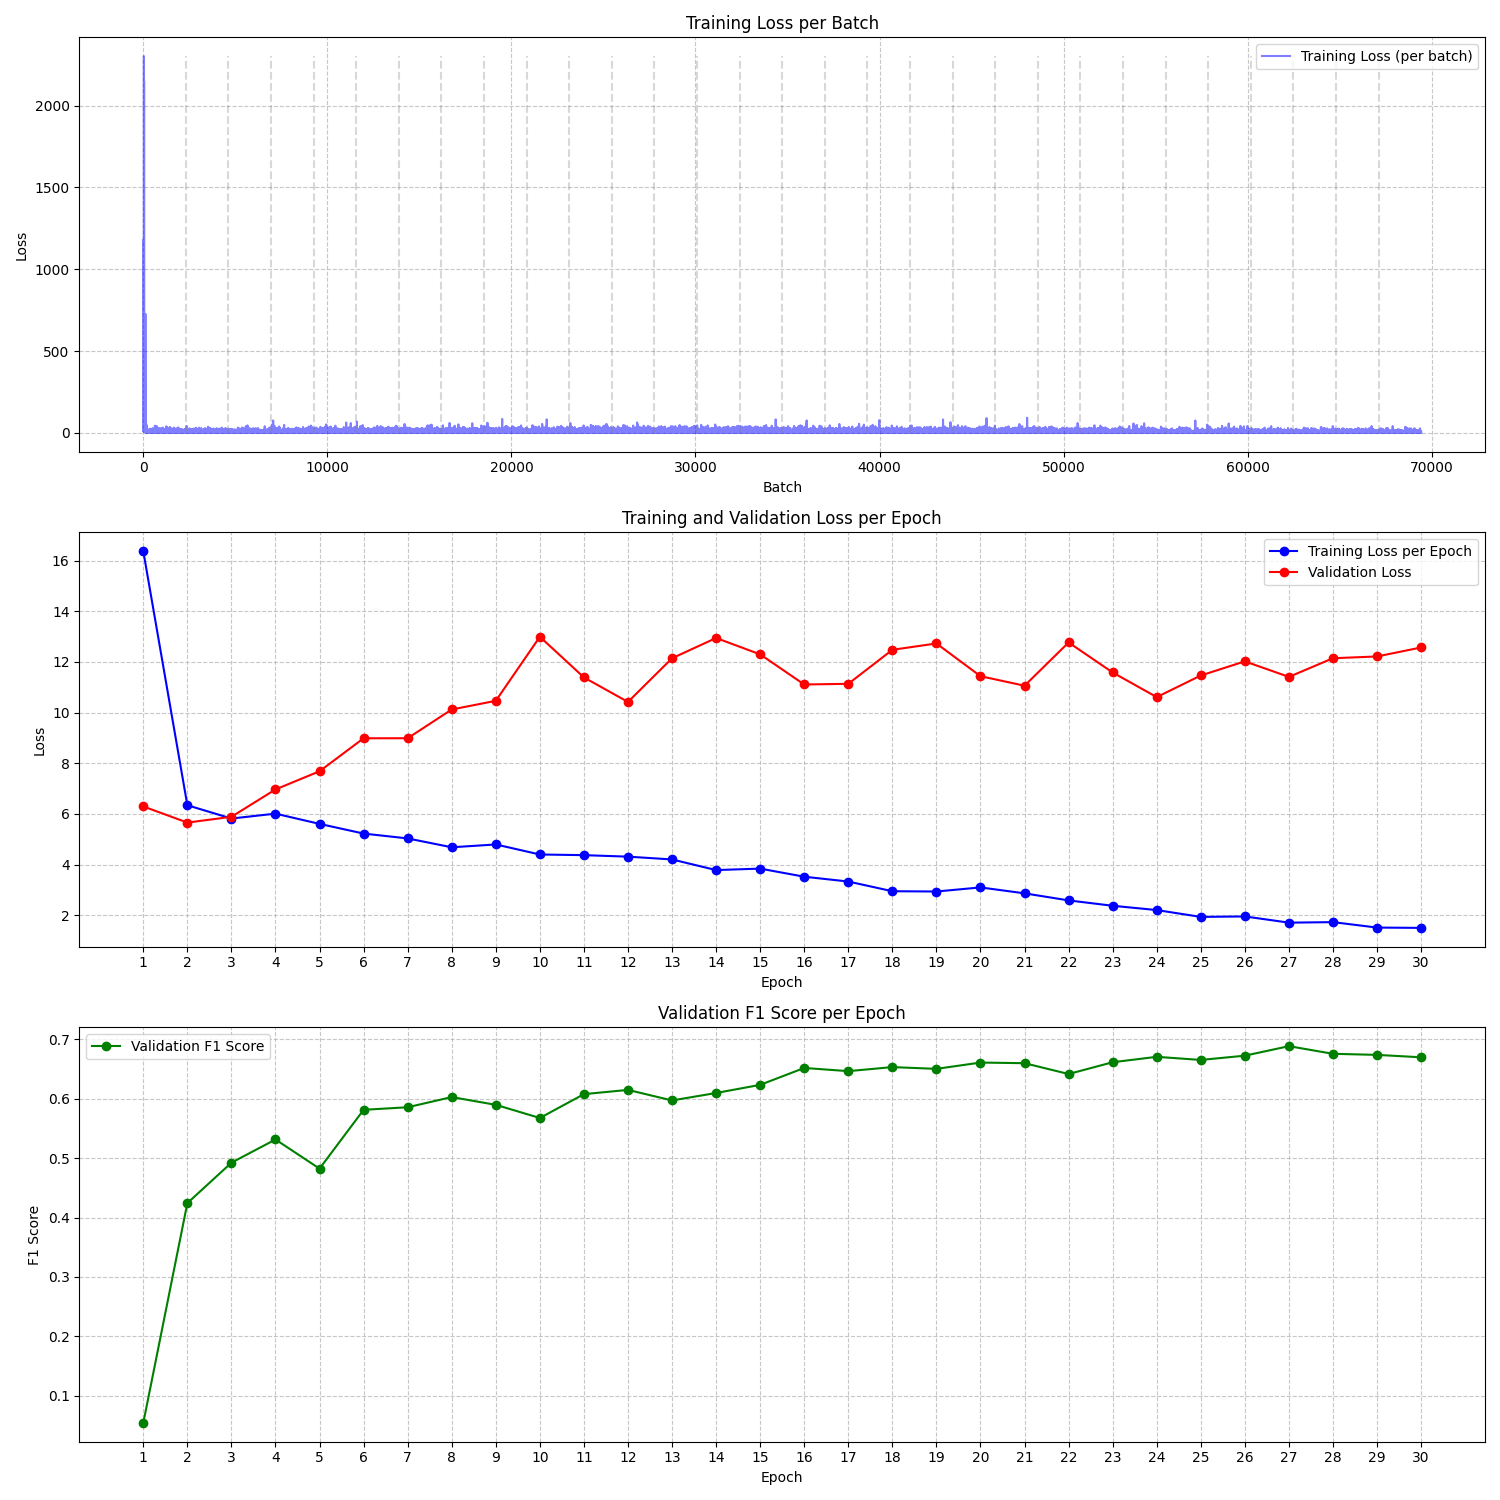 Training Loss per Batch
Training Loss (per batch)
2000
1500
1000
500
0
Loss
0 10000 20000 30000 40000 50000 60000 70000
Batch
Training and Validation Loss per Epoch
Training Loss per Epoch
Validation Loss
16
14
12
10
8
6
4
2
Loss
1 2 3 4 5 6 7 8 9 10 11 12 13 14 15 16 17 18 19 20 21 22 23 24 25 26 27 28 29 30
Epoch
Validation F1 Score per Epoch
Validation F1 Score
0.7
0.6
0.5
0.4
0.3
0.2
0.1
F1 Score
1 2 3 4 5 6 7 8 9 10 11 12 13 14 15 16 17 18 19 20 21 22 23 24 25 26 27 28 29 30
Epoch